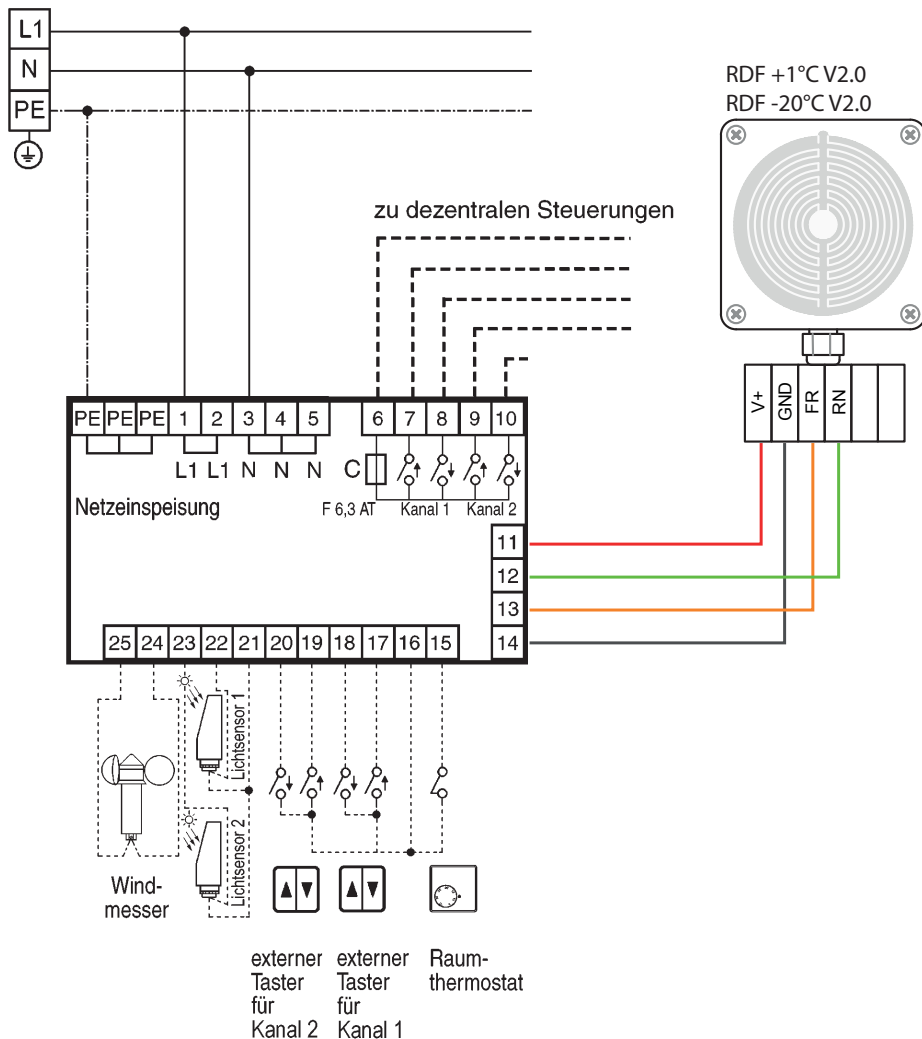 L1
N
PE
RDF +1°C V2.0
RDF -20°C V2.0
zu dezentralen Steuerungen
V+ GND FR RN
PE PE PE 1 2 3 4 5 6 7 8 9 10
L1 L1 N N N C
Netzeinspeisung F 6,3 AT Kanal 1 Kanal 2
11
12
13
14
25 24 23 22 21 20 19 18 17 16 15
Lichtsensor 1
Lichtsensor 2
Wind-
messer
externer
Taster
für
Kanal 2
externer
Taster
für
Kanal 1
Raum-
thermostat